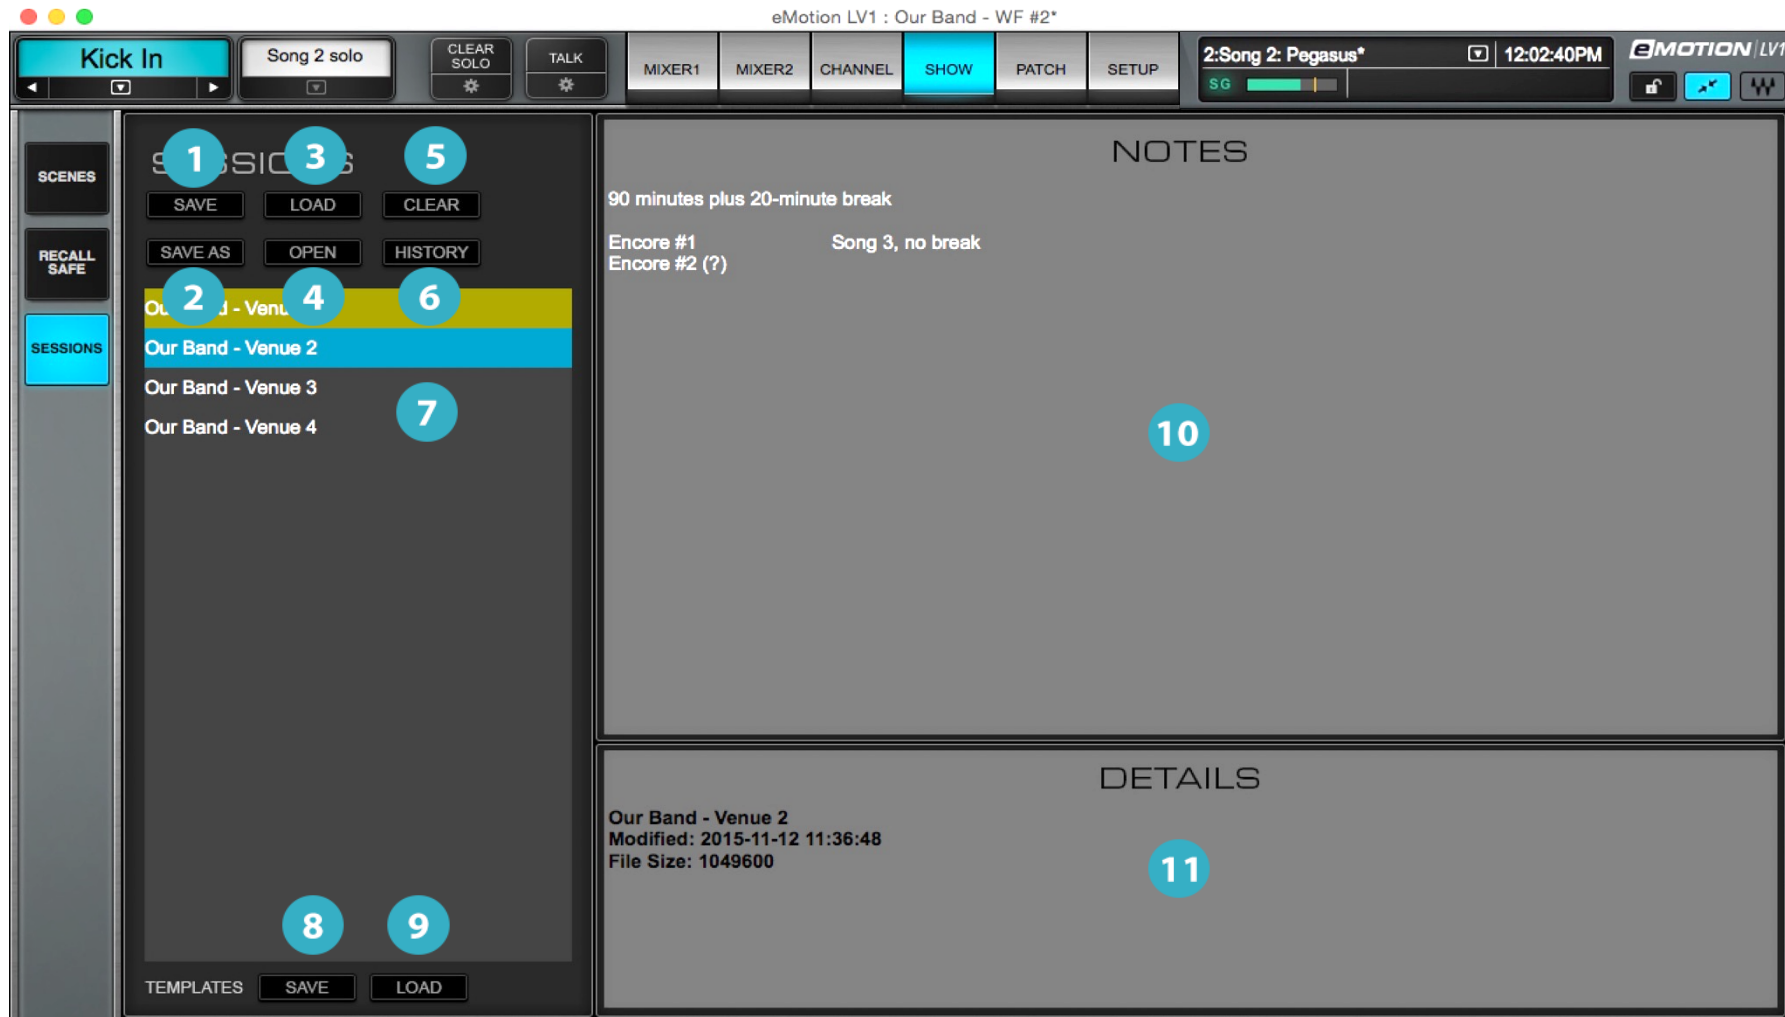 eMotion LV1 : Our Band - WF #2*
Kick In
Song 2 solo
CLEAR
SOLO
TALK
MIXER1
MIXER2
CHANNEL
SHOW
PATCH
SETUP
2:Song 2: Pegasus*
12:02:40PM
SG
eMOTION LV1
SCENES
RECALL
SAFE
SESSIONS
1
3
5
SAVE
LOAD
CLEAR
SAVE AS
OPEN
HISTORY
2
4
6
Our Band - Venue 2
Our Band - Venue 3
Our Band - Venue 4
7
8
9
TEMPLATES SAVE LOAD
NOTES
90 minutes plus 20-minute break
Encore #1 Song 3, no break
Encore #2 (?)
10
DETAILS
Our Band - Venue 2
Modified: 2015-11-12 11:36:48
File Size: 1049600
11